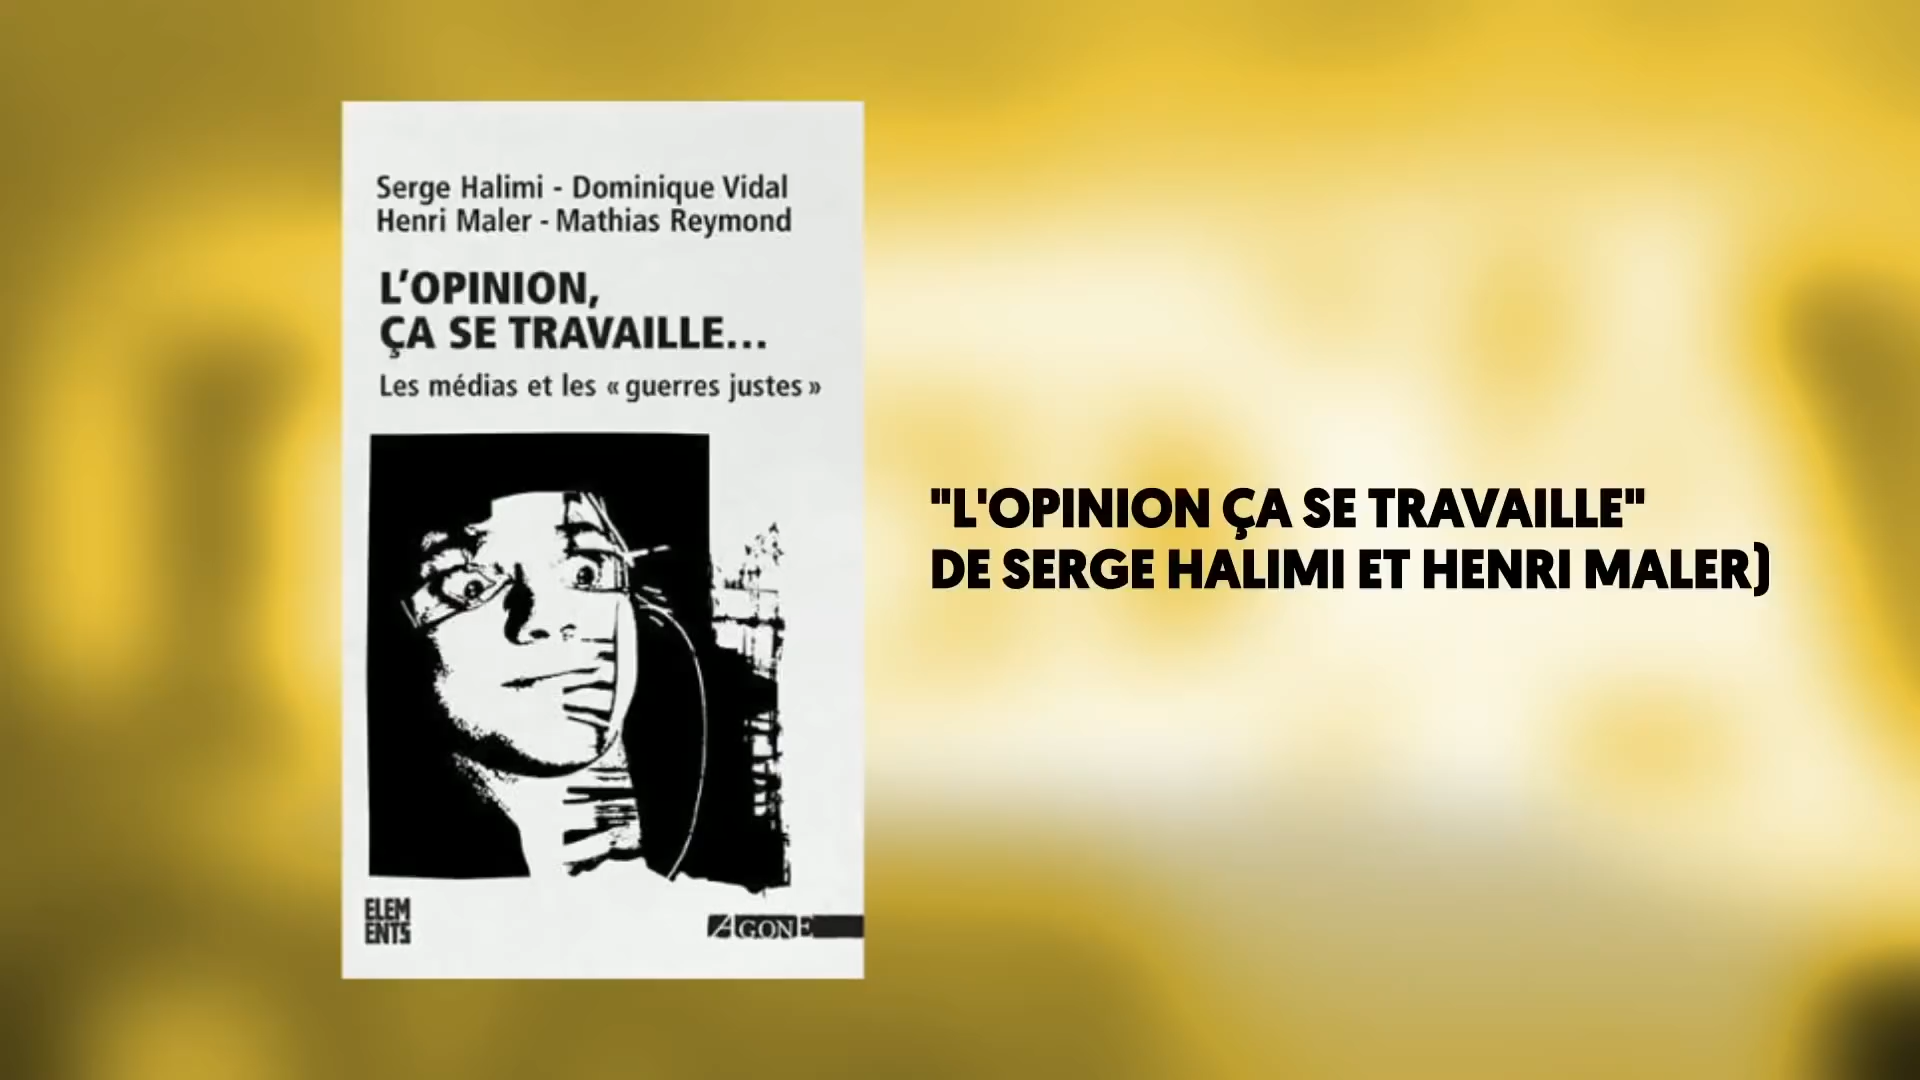 Serge Halimi - Dominique Vidal
Henri Maler - Mathias Reymond
L'OPINION,
ÇA SE TRAVAILLE...
Les médias et les « guerres justes »
ELEM
ENTS
AGONE
"L'OPINION ÇA SE TRAVAILLE"
DE SERGE HALIMI ET HENRI MALER)